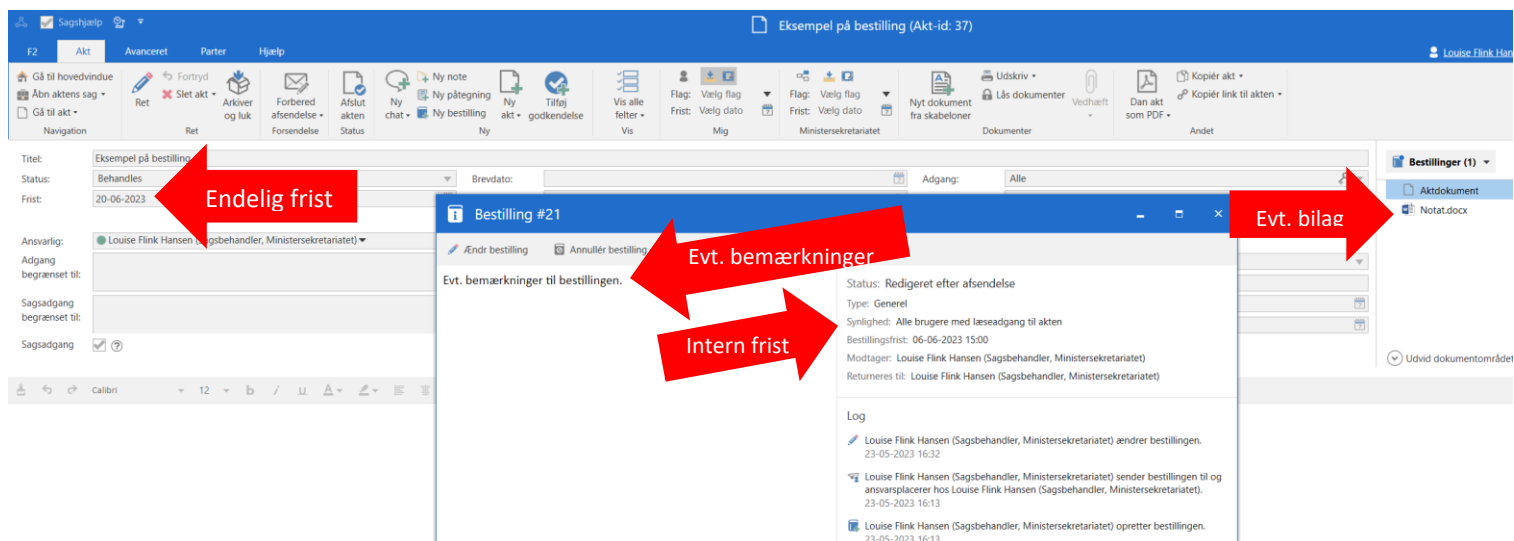 Sagshjælp
Eksempel på bestilling (Akt-id: 37)
F2 Akt Avanceret Parter Hjælp
Louise Flink Han
Gå til hovedvindue
Åbn aktens sag
Gå til akt
Navigation
Ret
Fortryd
Slet akt
Arkiver
og luk
Ret
Forbered
afsendelse
Forsendelse
Afslut
akten
Status
Ny
chat
Ny note
Ny påtegning
Ny bestilling
Ny
akt
Tilføj
godkendelse
Ny
Vis alle
felter
Vis
Flag: Vælg flag
Frist: Vælg dato
Mig
Flag: Vælg flag
Frist: Vælg dato
Ministersekretariatet
Nyt dokument
fra skabeloner
Udskriv
Lås dokumenter
Vedhæft
Dokumenter
Dan akt
som PDF
Kopiér akt
Kopiér link til akten
Andet
Titel: Eksempel på bestilling
Status: Behandles
Brevdato:
Adgang: Alle
Frist: 20-06-2023
Endelig frist
Ansvarlig: Louise Flink Hansen (Sagsbehandler, Ministersekretariatet)
Adgang
begrænset til:
Sagsadgang
begrænset til:
Sagsadgang
Calibri 12 b / u A
Bestilling #21
Ændr bestilling Annullér bestilling
Evt. bemærkninger
Evt. bemærkninger til bestillingen.
Intern frist
Status: Redigeret efter afsendelse
Type: Generel
Synlighed: Alle brugere med læseadgang til akten
Bestillingsfrist: 06-06-2023 15:00
Modtager: Louise Flink Hansen (Sagsbehandler, Ministersekretariatet)
Returneres til: Louise Flink Hansen (Sagsbehandler, Ministersekretariatet)
Log
Louise Flink Hansen (Sagsbehandler, Ministersekretariatet) ændrer bestillingen.
23-05-2023 16:32
Louise Flink Hansen (Sagsbehandler, Ministersekretariatet) sender bestillingen til og
ansvarsplacerer hos Louise Flink Hansen (Sagsbehandler, Ministersekretariatet).
23-05-2023 16:13
Louise Flink Hansen (Sagsbehandler, Ministersekretariatet) opretter bestillingen.
23-05-2023 16:13
Bestillinger (1)
Aktdokument
Notat.docx
Evt. bilag
Udvid dokumentområdet